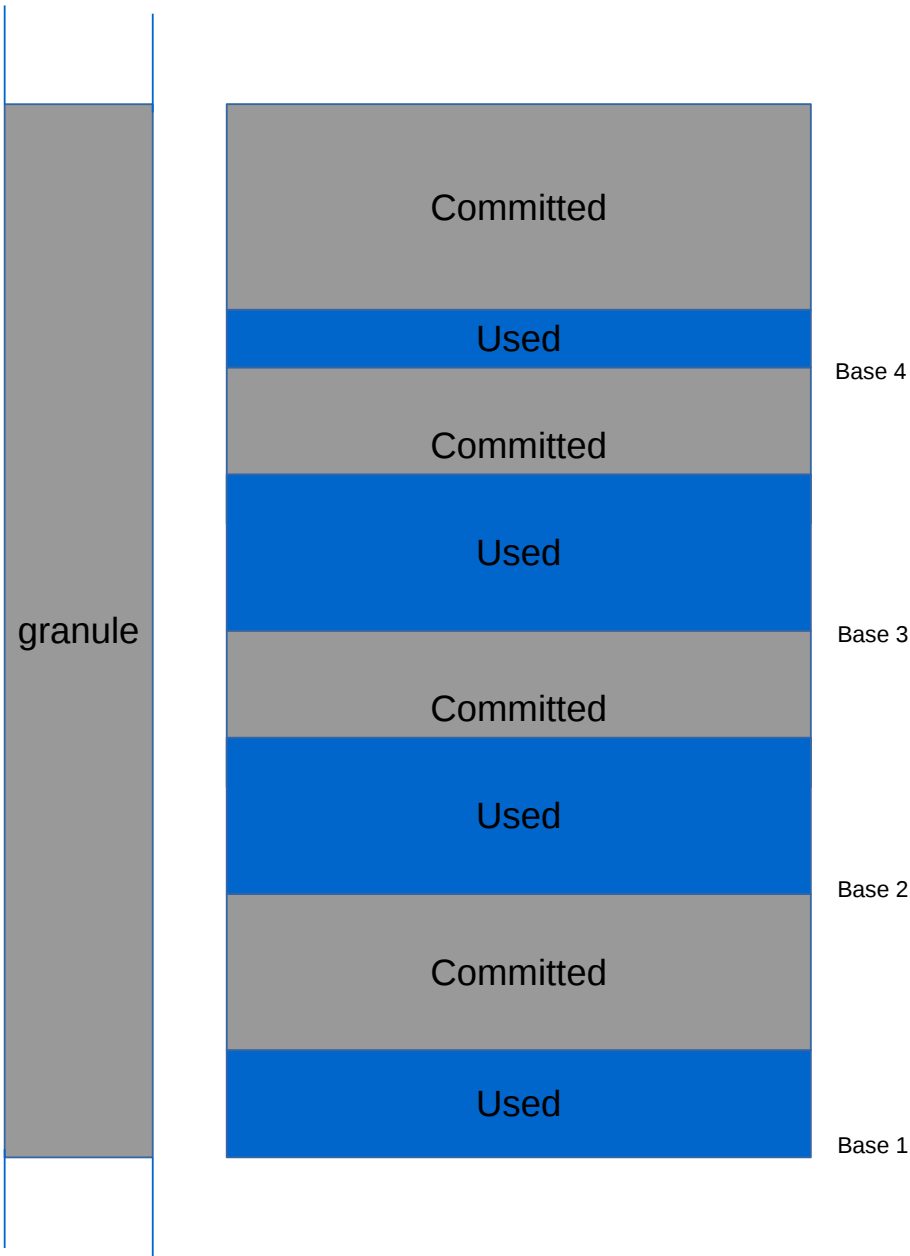 Committed
Used
Base 4
Committed
Used
granule
Base 3
Committed
Used
Base 2
Committed
Used
Base 1